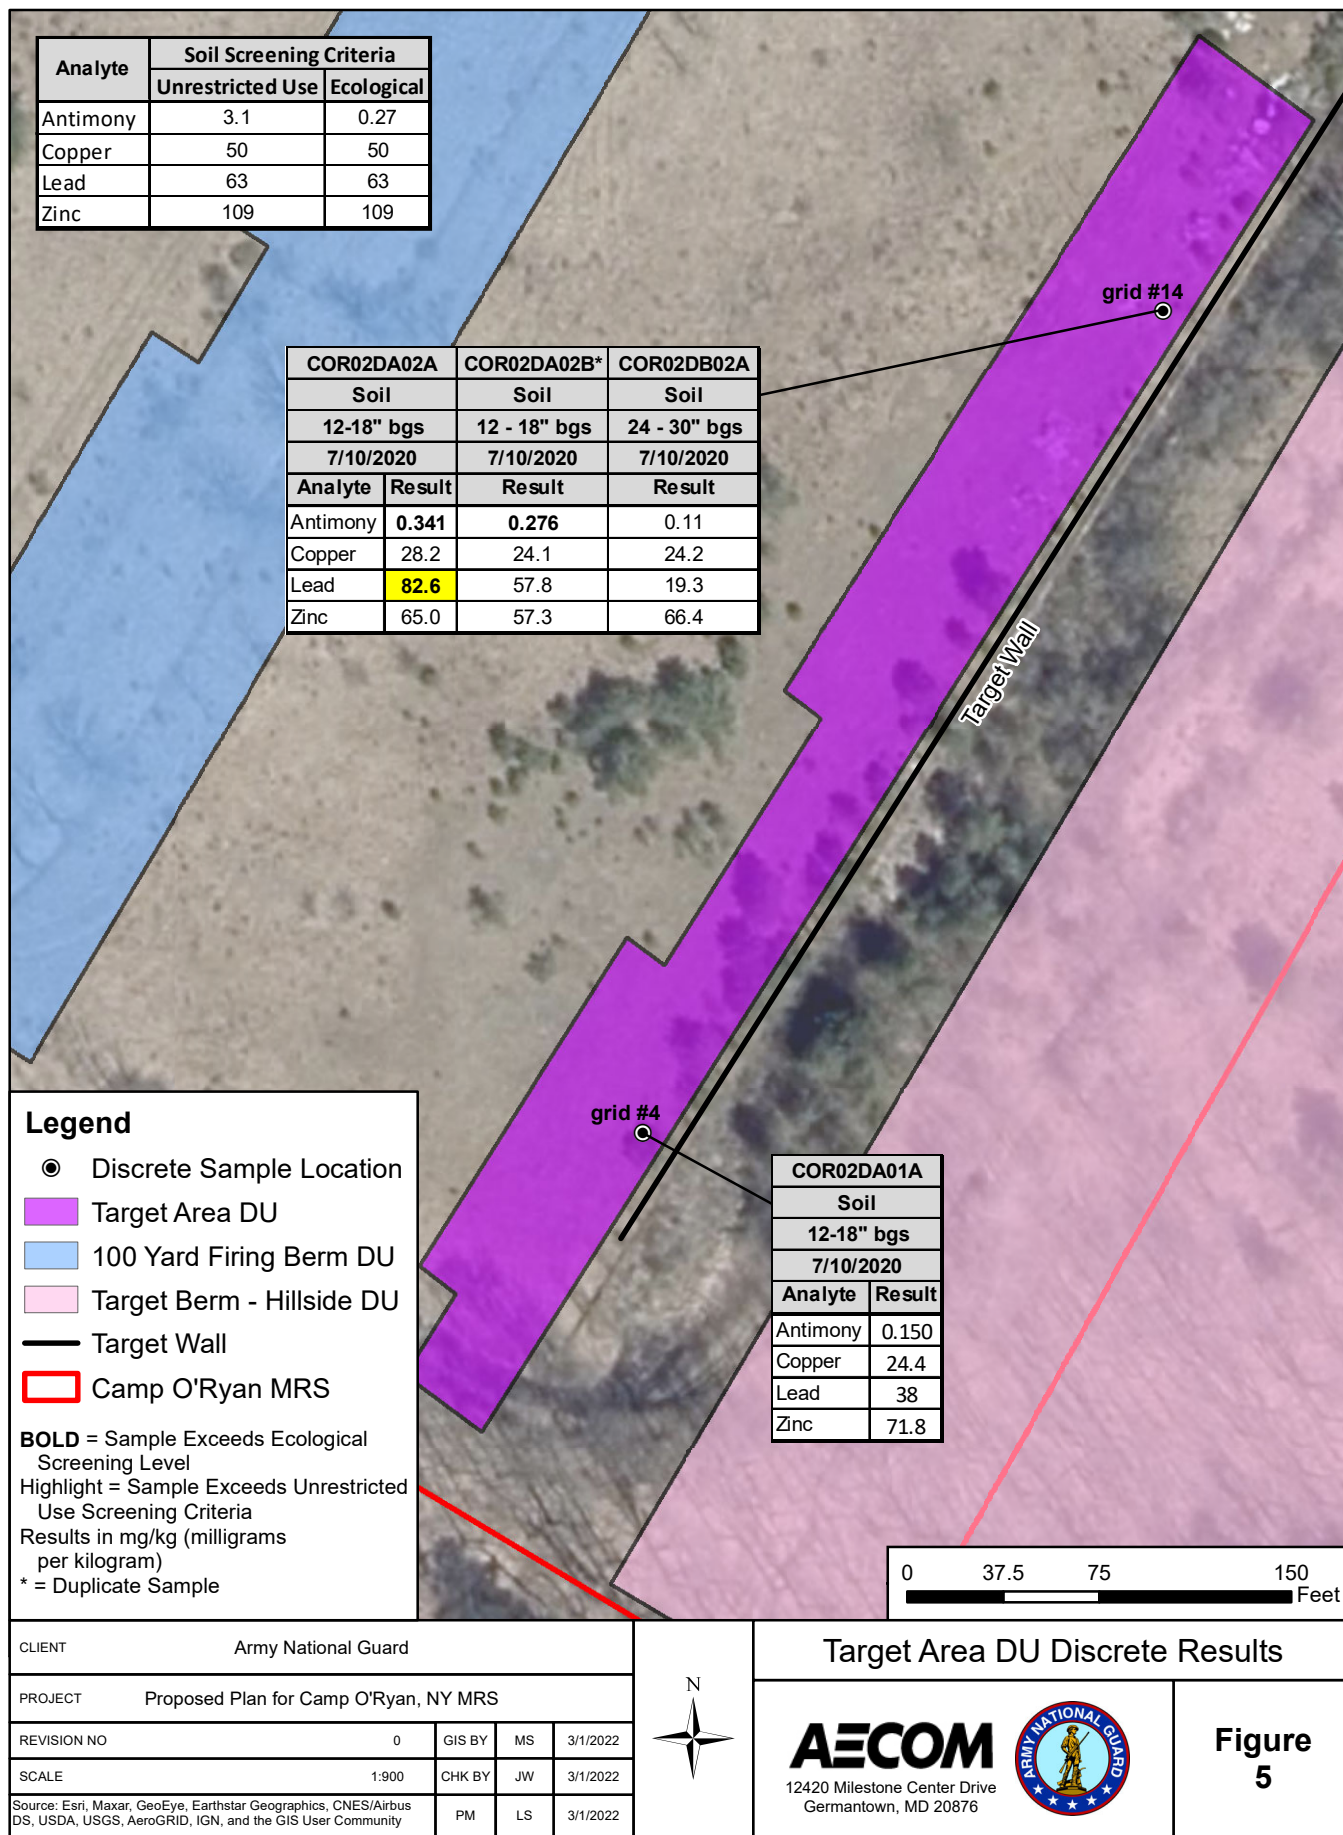 Analyte Soil Screening Criteria
Unrestricted Use Ecological
Antimony 3.1 0.27
Copper 50 50
Lead 63 63
Zinc 109 109
grid #14
COR02DA02A COR02DA02B* COR02DB02A
Soil Soil Soil
12-18" bgs 12 - 18" bgs 24 - 30" bgs
7/10/2020 7/10/2020 7/10/2020
Analyte Result Result Result
Antimony 0.341 0.276 0.11
Copper 28.2 24.1 24.2
Lead 82.6 57.8 19.3
Zinc 65.0 57.3 66.4
Target Wall
grid #4
COR02DA01A
Soil
12-18" bgs
7/10/2020
Analyte Result
Antimony 0.150
Copper 24.4
Lead 38
Zinc 71.8
Legend
Discrete Sample Location
Target Area DU
100 Yard Firing Berm DU
Target Berm - Hillside DU
Target Wall
Camp O'Ryan MRS
BOLD = Sample Exceeds Ecological
Screening Level
Highlight = Sample Exceeds Unrestricted
Use Screening Criteria
Results in mg/kg (milligrams
per kilogram)
* = Duplicate Sample
0 37.5 75 150
Feet
CLIENT Army National Guard
PROJECT Proposed Plan for Camp O'Ryan, NY MRS
REVISION NO 0 GIS BY MS 3/1/2022
SCALE 1:900 CHK BY JW 3/1/2022
Source: Esri, Maxar, GeoEye, Earthstar Geographics, CNES/Airbus
DS, USDA, USGS, AeroGRID, IGN, and the GIS User Community
PM LS 3/1/2022
N
Target Area DU Discrete Results
AECOM
12420 Milestone Center Drive
Germantown, MD 20876
ARMY NATIONAL GUARD
Figure
5